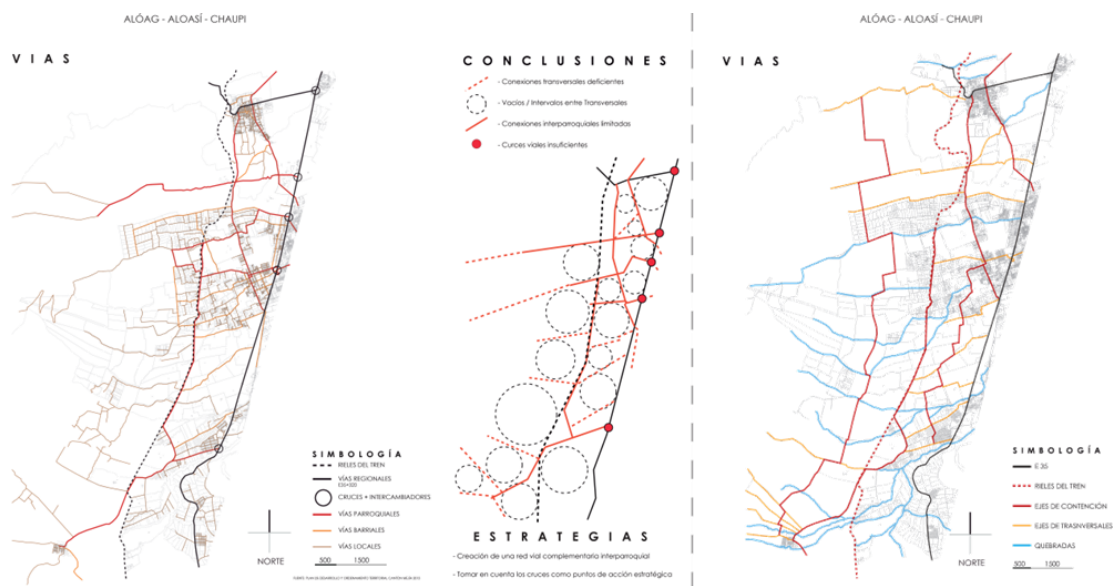 ALÓAG - ALOASÍ - CHAUPI
VIAS
SIMBOLOGÍA
RIELES DEL TREN
VÍAS REGIONALES
E35+E20
CRUCES + INTERCAMBIADORES
VÍAS PARROQUIALES
VÍAS BARRIALES
VÍAS LOCALES
NORTE
500 1500
CONCLUSIONES
- Conexiones transversales deficientes
- Vacíos / Intervalos entre Transversales
- Conexiones interparroquiales limitadas
- Curces viales insuficientes
ESTRATEGIAS
- Creación de una red vial complementaria interparroquial
- Tomar en cuenta los cruces como puntos de acción estratégico
ALÓAG - ALOASÍ - CHAUPI
VIAS
SIMBOLOGÍA
E 35
RIELES DEL TREN
EJES DE CONTENCIÓN
EJES DE TRASNVERSALES
QUEBRADAS
NORTE
500 1500